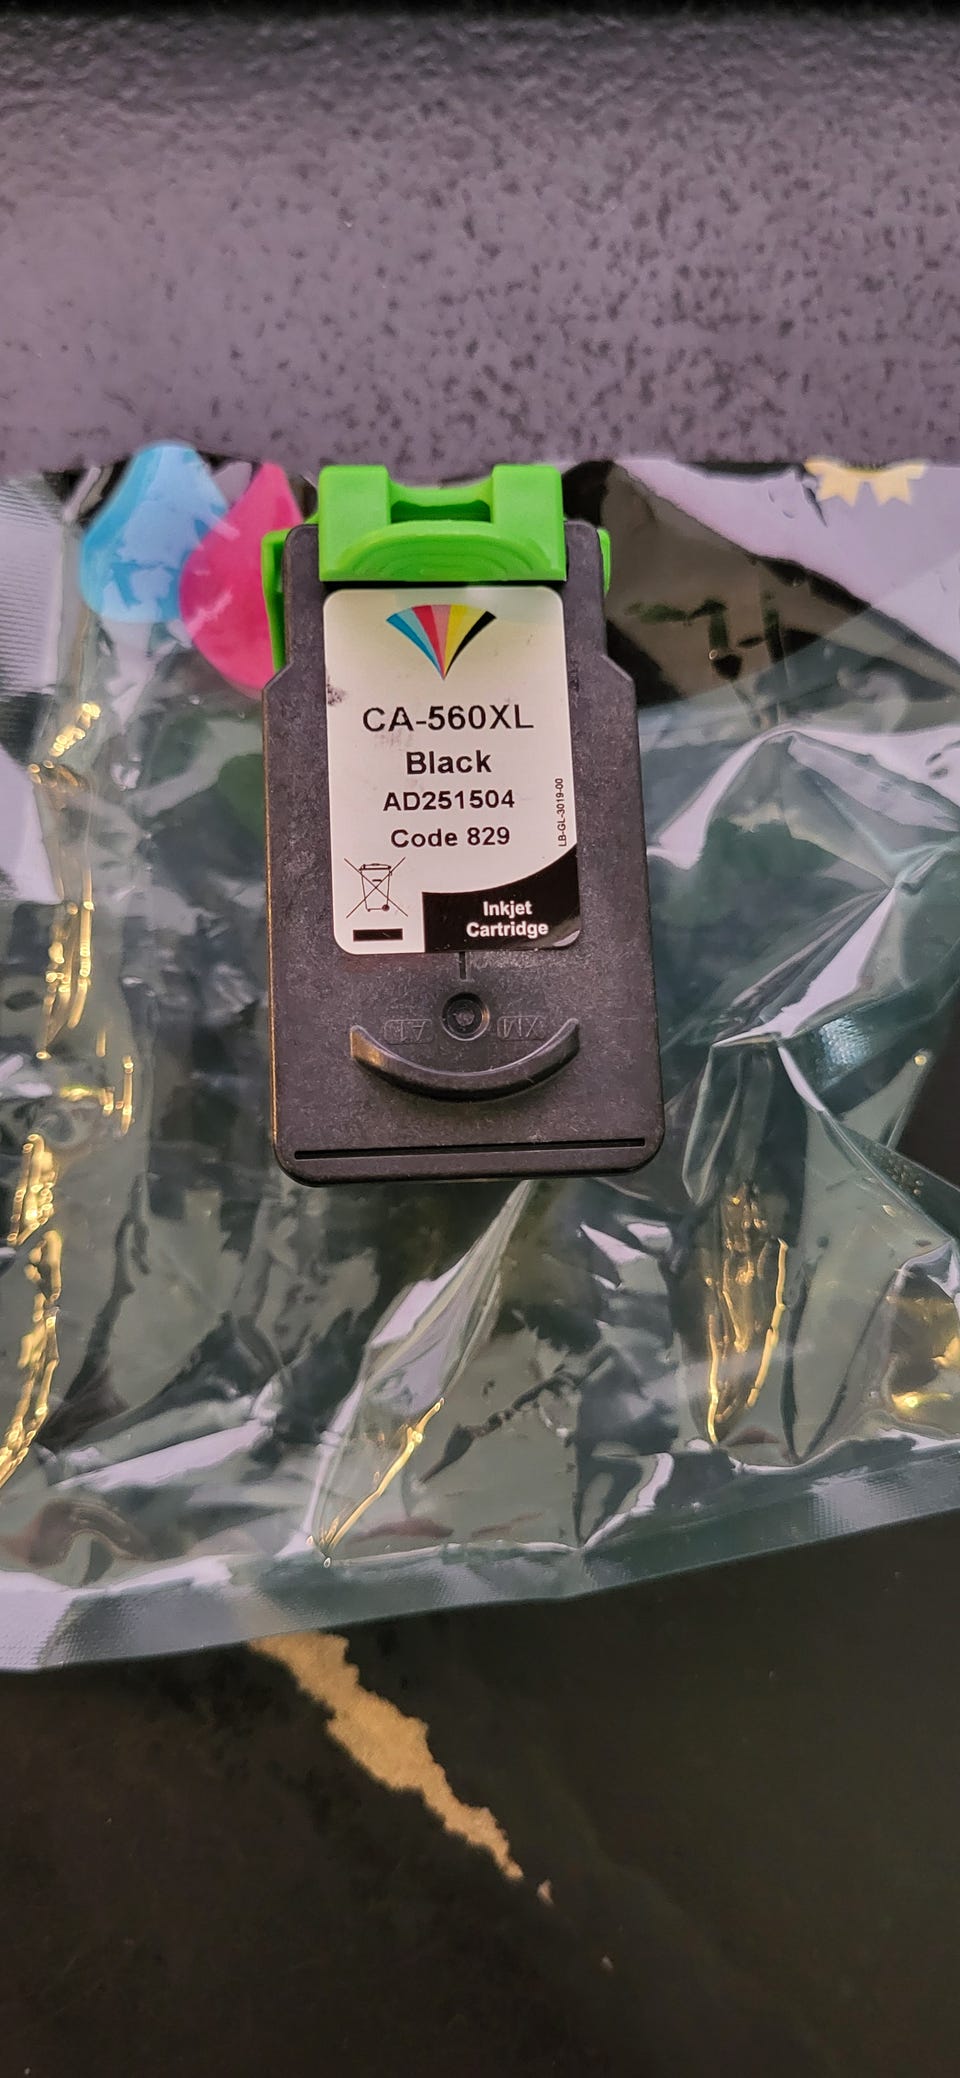 CA-560XL
Black
AD251504
Code 829
LB-GL-3019-00
Inkjet
Cartridge